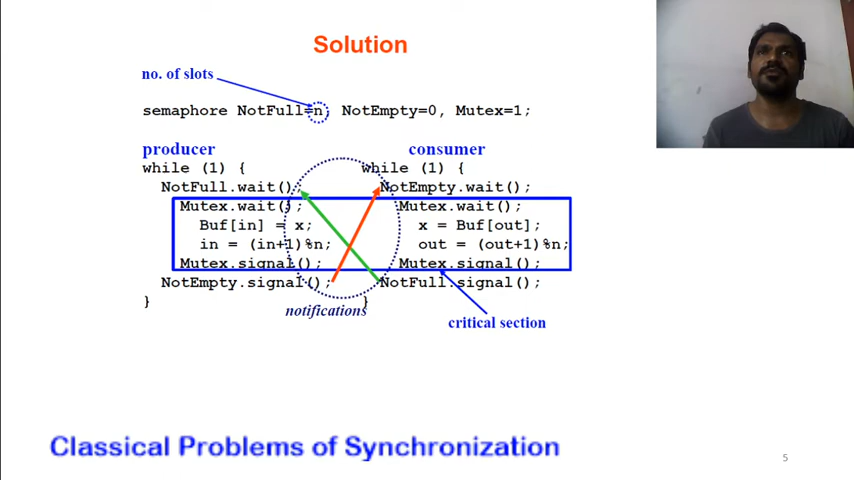 Solution
no. of slots
semaphore NotFull=n, NotEmpty=0, Mutex=1;
producer consumer
while (1) { while (1) {
NotFull.wait(); NotEmpty.wait();
Mutex.wait(); Mutex.wait();
Buf[in] = x; x = Buf[out];
in = (in+1)%n; out = (out+1)%n;
Mutex.signal(); Mutex.signal();
NotEmpty.signal(); NotFull.signal();
} }
notifications
critical section
Classical Problems of Synchronization
5